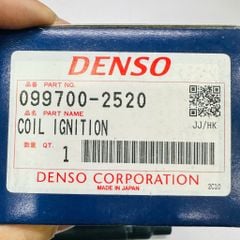 DENSO
品番 PART NO.
099700-2520
品名 PART NAME
COIL IGNITION
JJ/HK
数量 QT. 1
DENSO CORPORATION
MADE IN JAPAN
2C10